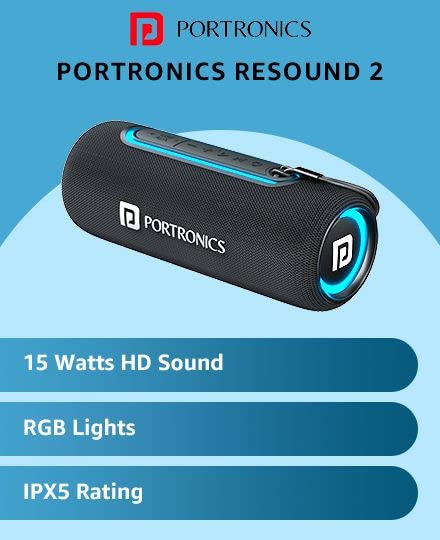 PORTRONICS
PORTRONICS RESOUND 2
PORTRONICS
15 Watts HD Sound
RGB Lights
IPX5 Rating